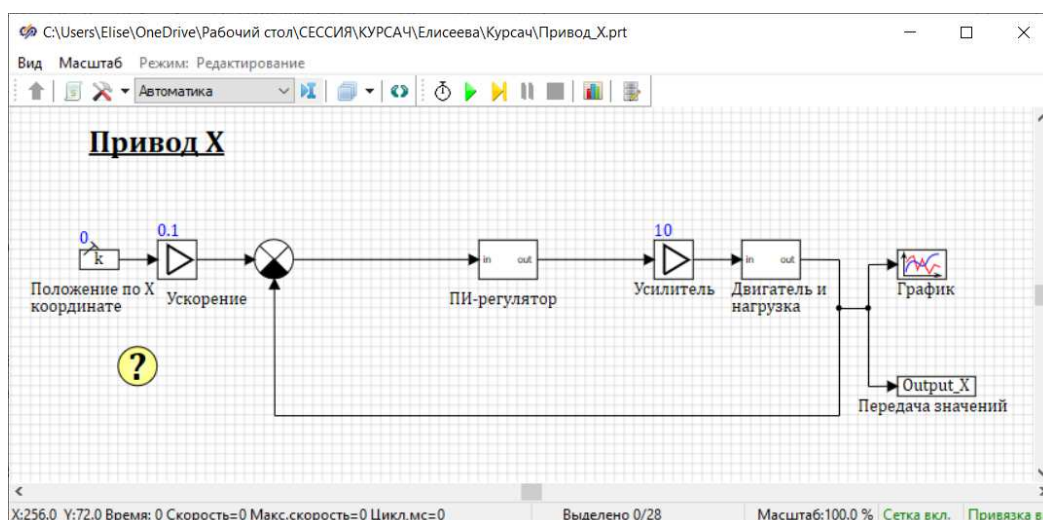 C:\Users\Elise\OneDrive\Рабочий стол\СЕССИЯ\КУРСАЧ\Елисеева\Курсач\Привод_X.prt
Вид Масштаб Режим: Редактирование
Автоматика
Привод X
0
0.1
10
k
in out
in out
Положение по X
координате
Ускорение
ПИ-регулятор
Усилитель
Двигатель и
нагрузка
График
?
Output_X
Передача значений
X:256.0 Y:72.0 Время: 0 Скорость=0 Макс.скорость=0 Цикл,мс=0 Выделено 0/28 Масштаб:100.0 % Сетка вкл. Привязка в